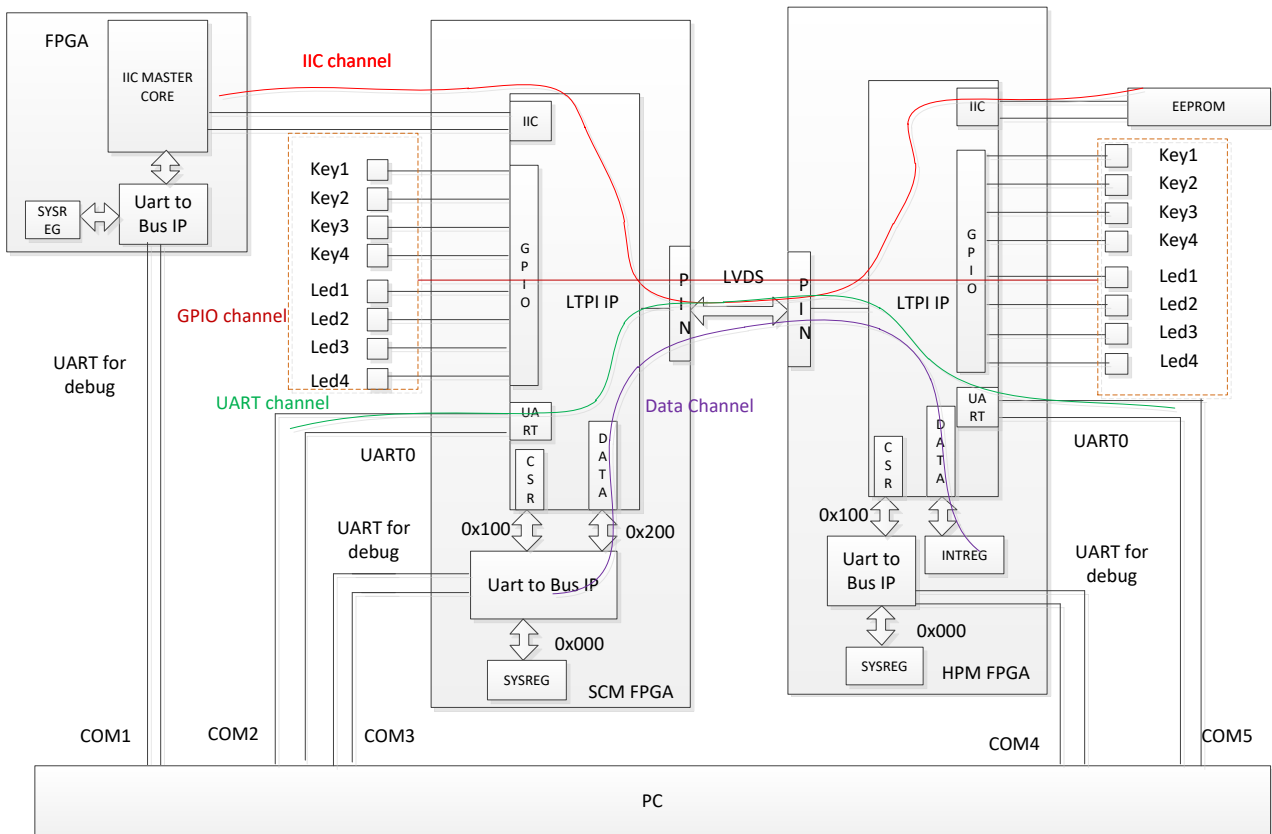 FPGA
IIC MASTER
CORE
Uart to
Bus IP
SYSR
EG
IIC channel
IIC
Key1
Key2
Key3
Key4
Led1
Led2
Led3
Led4
GPIO channel
G
P
I
O
LTPI IP
P
I
N
LVDS
UART for
debug
UART channel
UA
RT
UART0
C
S
R
D
A
T
A
Data Channel
0x100
0x200
UART for
debug
Uart to Bus IP
0x000
SYSREG
SCM FPGA
P
I
N
LTPI IP
IIC
EEPROM
G
P
I
O
Key1
Key2
Key3
Key4
Led1
Led2
Led3
Led4
UA
RT
UART0
C
S
R
D
A
T
A
0x100
Uart to
Bus IP
INTREG
UART for
debug
0x000
SYSREG
HPM FPGA
COM1
COM2
COM3
COM4
COM5
PC